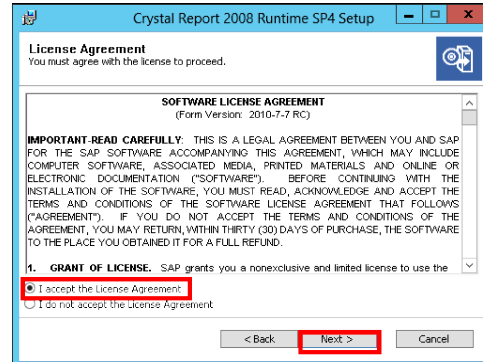 Crystal Report 2008 Runtime SP4 Setup
License Agreement
You must agree with the license to proceed.
SOFTWARE LICENSE AGREEMENT
(Form Version: 2010-7-7 RC)
IMPORTANT-READ CAREFULLY: THIS IS A LEGAL AGREEMENT BETWEEN YOU AND SAP
FOR THE SAP SOFTWARE ACCOMPANYING THIS AGREEMENT, WHICH MAY INCLUDE
COMPUTER SOFTWARE, ASSOCIATED MEDIA, PRINTED MATERIALS AND ONLINE OR
ELECTRONIC DOCUMENTATION ("SOFTWARE"). BEFORE CONTINUING WITH THE
INSTALLATION OF THE SOFTWARE, YOU MUST READ, ACKNOWLEDGE AND ACCEPT THE
TERMS AND CONDITIONS OF THE SOFTWARE LICENSE AGREEMENT THAT FOLLOWS
("AGREEMENT"). IF YOU DO NOT ACCEPT THE TERMS AND CONDITIONS OF THE
AGREEMENT, YOU MAY RETURN, WITHIN THIRTY (30) DAYS OF PURCHASE, THE SOFTWARE
TO THE PLACE YOU OBTAINED IT FOR A FULL REFUND.
1. GRANT OF LICENSE. SAP grants you a nonexclusive and limited license to use the
I accept the License Agreement
I do not accept the License Agreement
< Back
Next >
Cancel